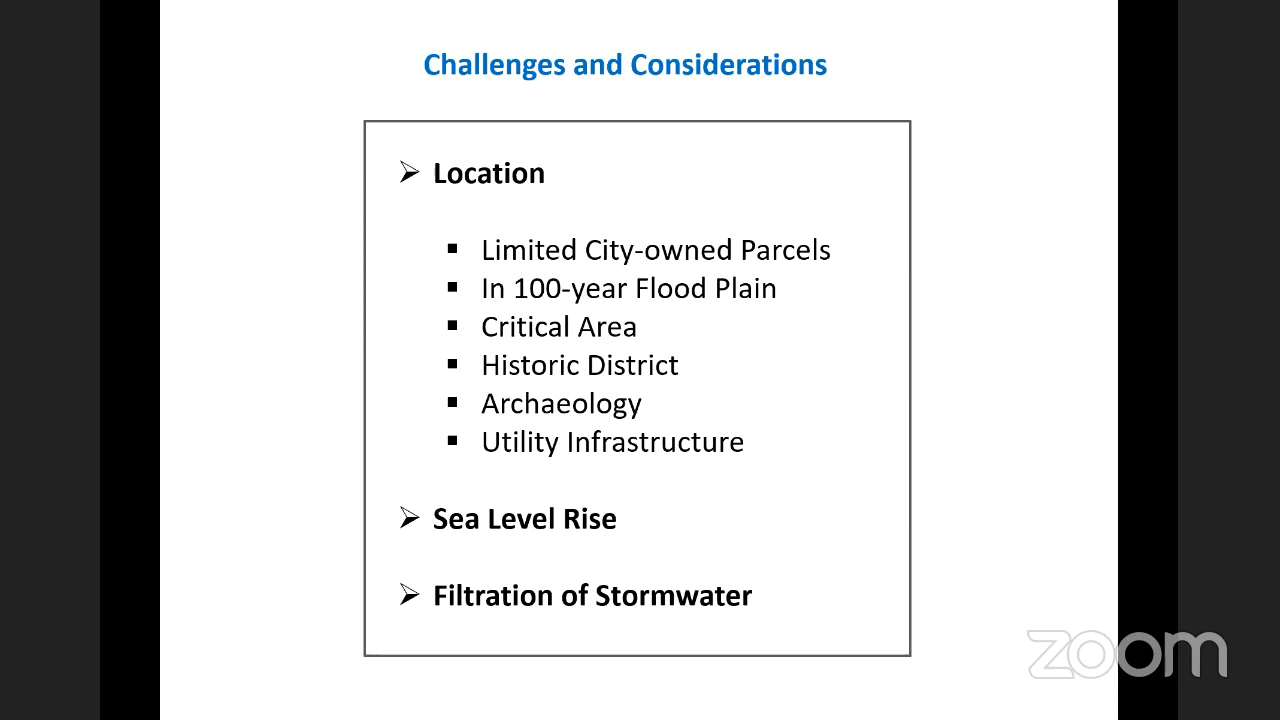 Challenges and Considerations
Location
Limited City-owned Parcels
In 100-year Flood Plain
Critical Area
Historic District
Archaeology
Utility Infrastructure
Sea Level Rise
Filtration of Stormwater
zoom